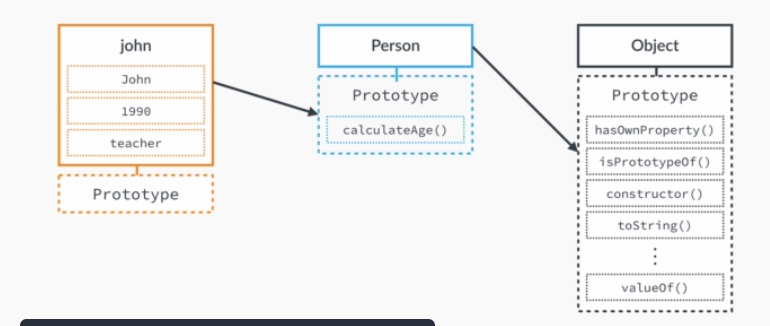 john
John
1990
teacher
Prototype
Person
Prototype
calculateAge()
Object
Prototype
hasOwnProperty()
isPrototypeOf()
constructor()
toString()
⋮
valueOf()